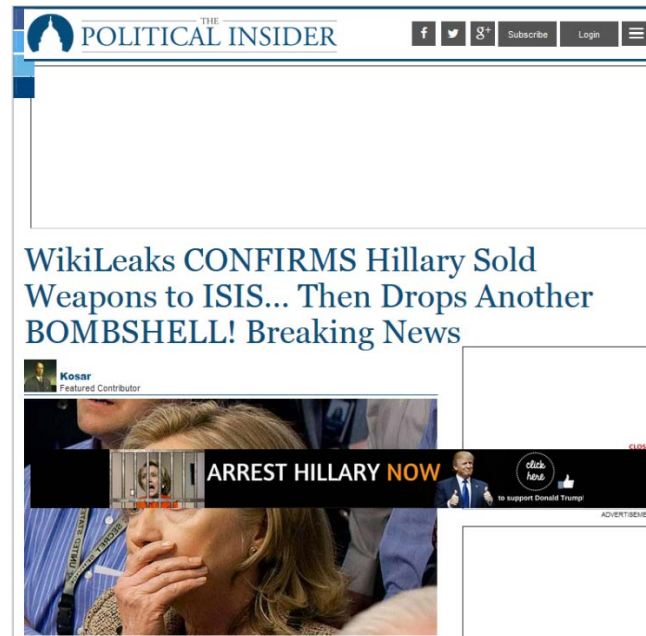 THE
POLITICAL INSIDER
f
g+
Subscribe
Login
WikiLeaks CONFIRMS Hillary Sold
Weapons to ISIS... Then Drops Another
BOMBSHELL! Breaking News
Kosar
Featured Contributor
CLOS
ARREST HILLARY NOW
click
here
to support Donald Trump!
ADVERTISEME